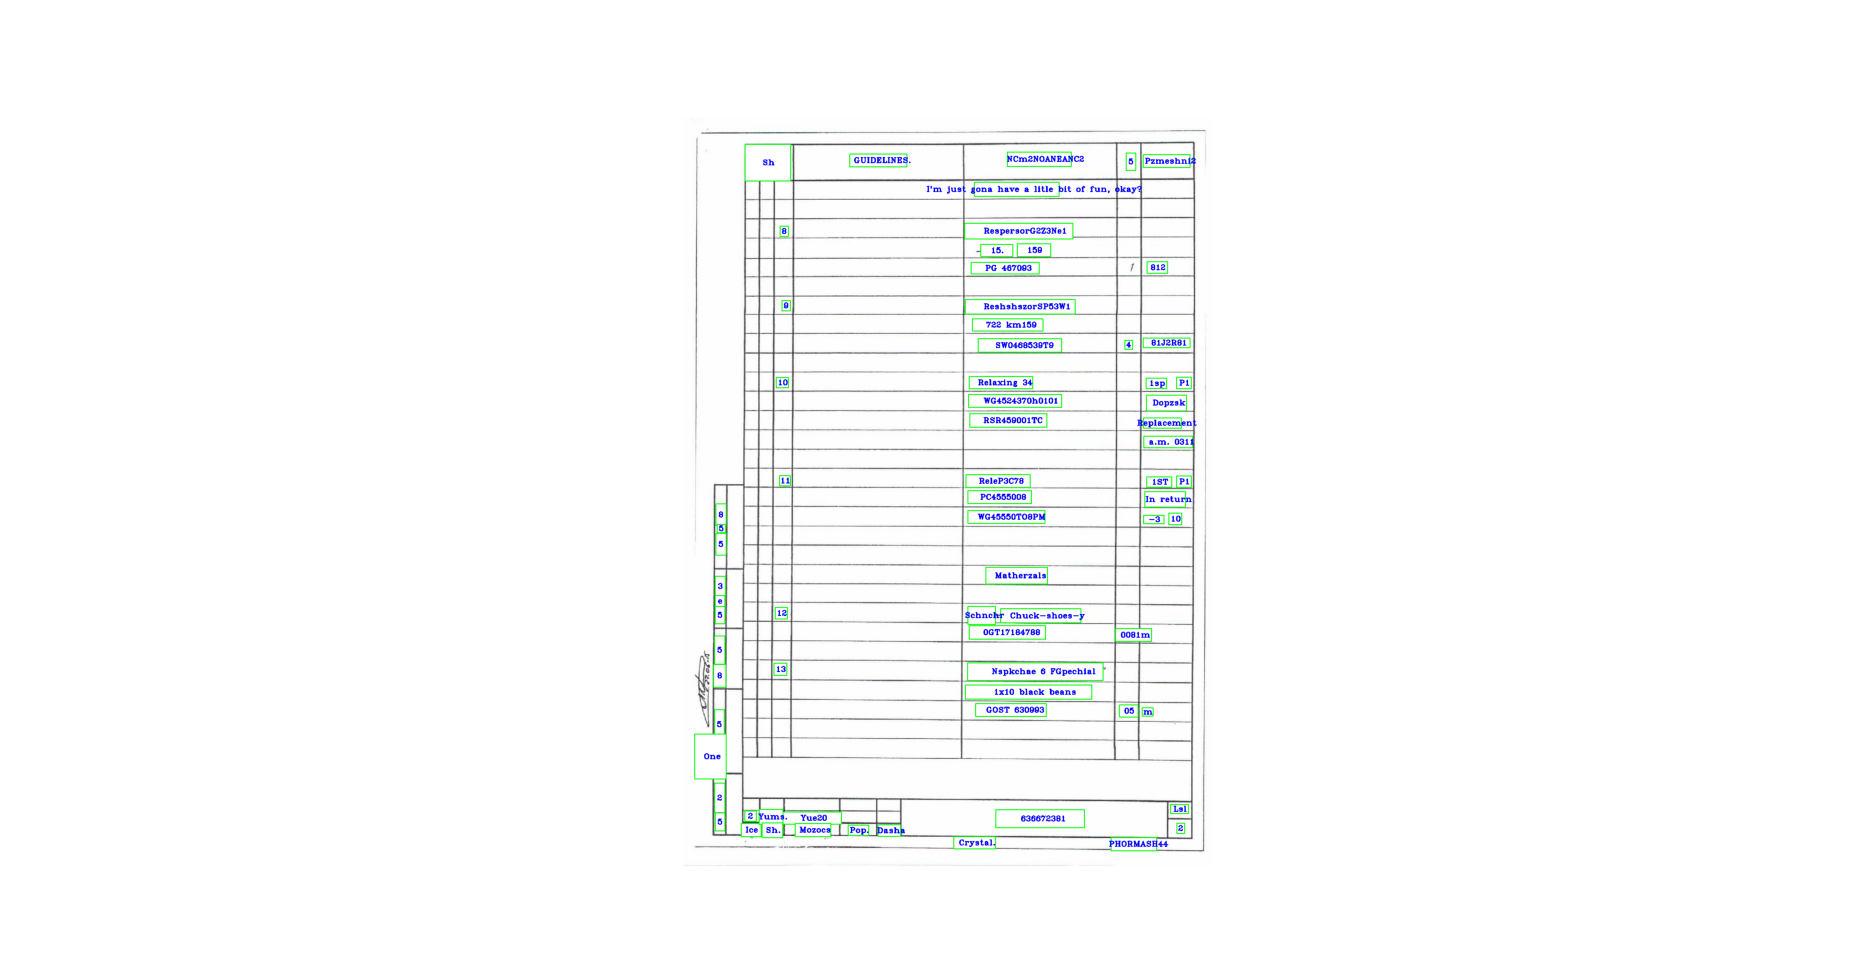 Sh GUIDELINES. NCm2NOANEANC2 5 Pzmeshni2
I'm just gona have a litle bit of fun, okay?
8 RespersorG2Z3Ne1
15. 159
PG 467093 812
9 ReshshszorSP53W1
722 km159
SW0468539T9 4 81J2R81
10 Relaxing 34 1sp P1
WG4524370h0101 Dopzsk
RSR459001TC Replacement
a.m. 0311
11 ReleP3C78 1ST P1
PC4555008 In return
WG45550TO8PM -3 10
8
5
5
Matherzals
3
e
5
12 Schnchr Chuck-shoes-y
0GT17184788 0081m
5
13 Nspkchae 6 FGpechial
8
1x10 black beans
GOST 630993 05 m
5
One
2
5
2 Yums. Yue20 636672381 Lsl
Ice Sh. Mozocs Pop. Dasha 2
Crystal. PHORMASH44